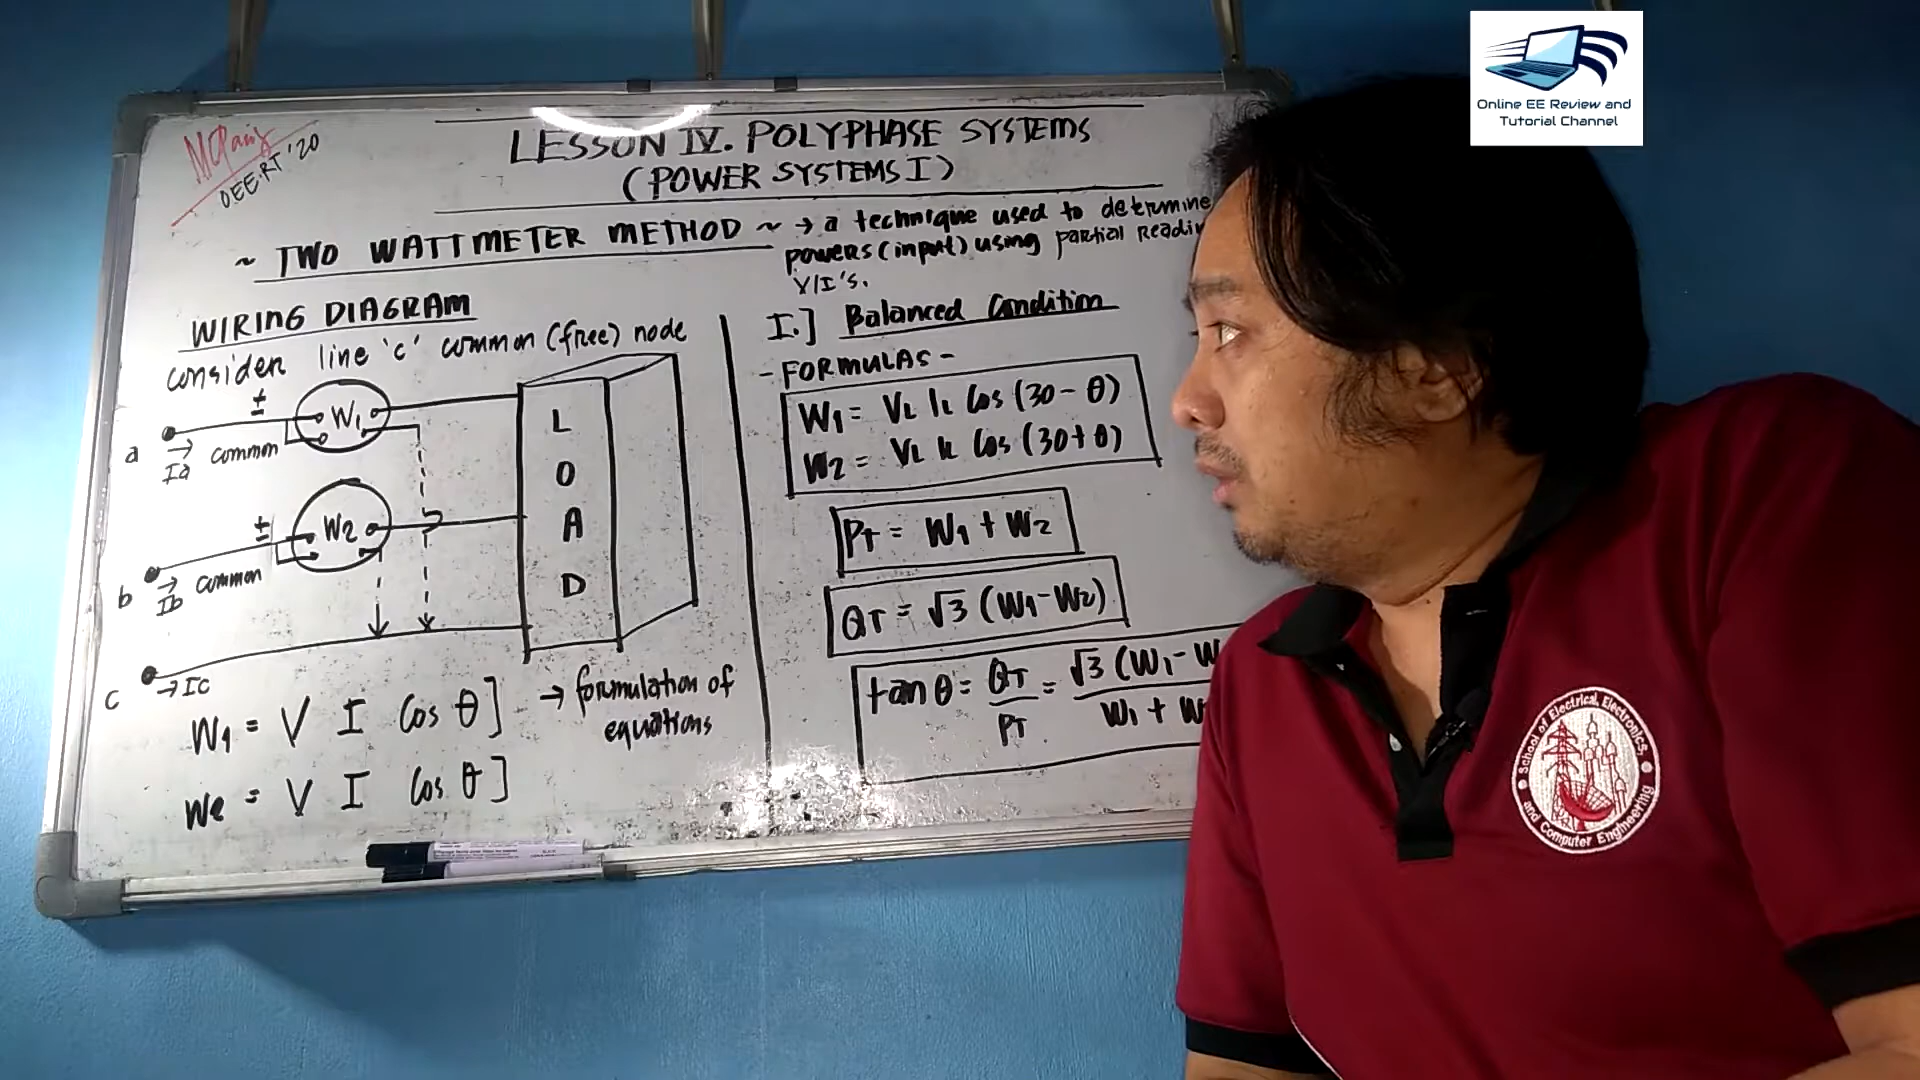 Online EE Review and
Tutorial Channel
OEERT '20
LESSON IV. POLYPHASE SYSTEMS
(POWER SYSTEMS I)
~ TWO WATTMETER METHOD ~ → a technique used to determine
powers (input) using partial
V/I's.
WIRING DIAGRAM
consider line 'c' common (free) node
± W1
a → Ia common
± W2
b → Ib common
c → Ic
L
O
A
D
W1 = V I Cos θ] → formulation of
equations
W2 = V I Cos θ]
I.] Balanced Condition
- FORMULAS -
W1 = VL IL Cos (30 - θ)
W2 = VL IL Cos (30 + θ)
PT = W1 + W2
QT = √3 (W1 - W2)
tan θ = QT / PT = √3 (W1 - W / W1 + W
School of Electrical, Electronics,
and Computer Engineering